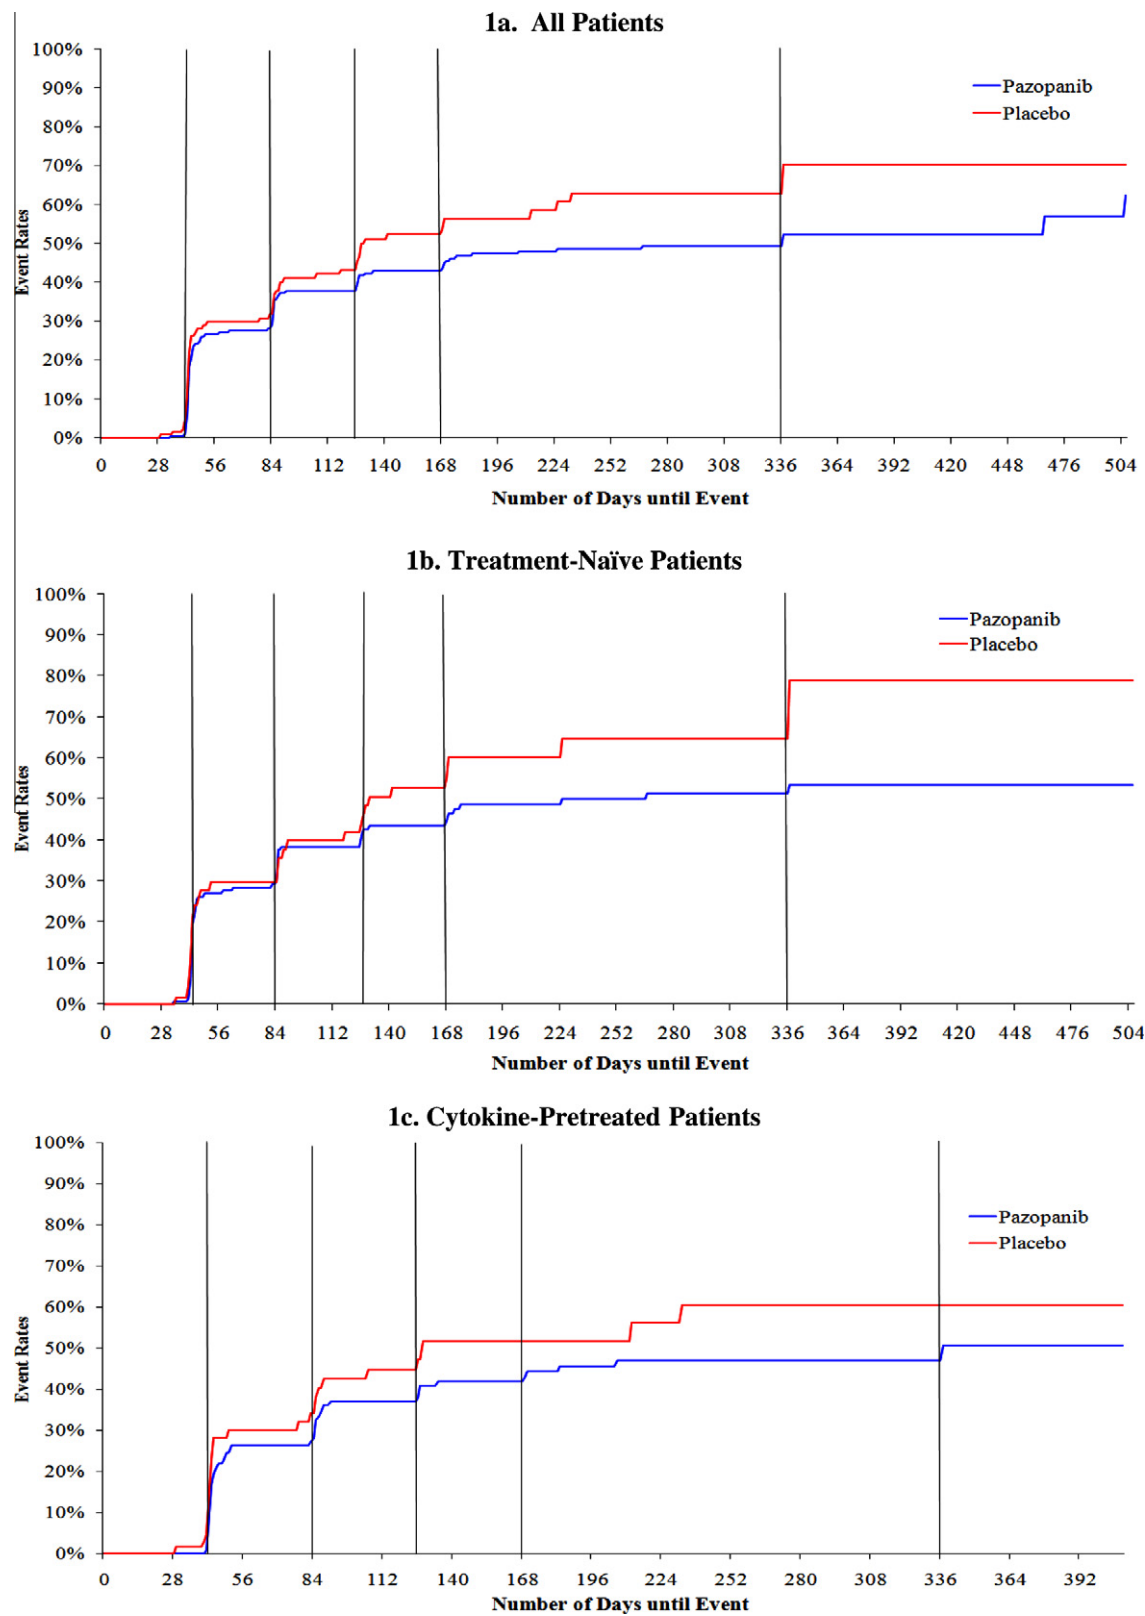 1a. All Patients
100%
90%
80%
70%
60%
50%
40%
30%
20%
10%
0%
Event Rates
Pazopanib
Placebo
0 28 56 84 112 140 168 196 224 252 280 308 336 364 392 420 448 476 504
Number of Days until Event
1b. Treatment-Naïve Patients
100%
90%
80%
70%
60%
50%
40%
30%
20%
10%
0%
Event Rates
Pazopanib
Placebo
0 28 56 84 112 140 168 196 224 252 280 308 336 364 392 420 448 476 504
Number of Days until Event
1c. Cytokine-Pretreated Patients
100%
90%
80%
70%
60%
50%
40%
30%
20%
10%
0%
Event Rates
Pazopanib
Placebo
0 28 56 84 112 140 168 196 224 252 280 308 336 364 392
Number of Days until Event